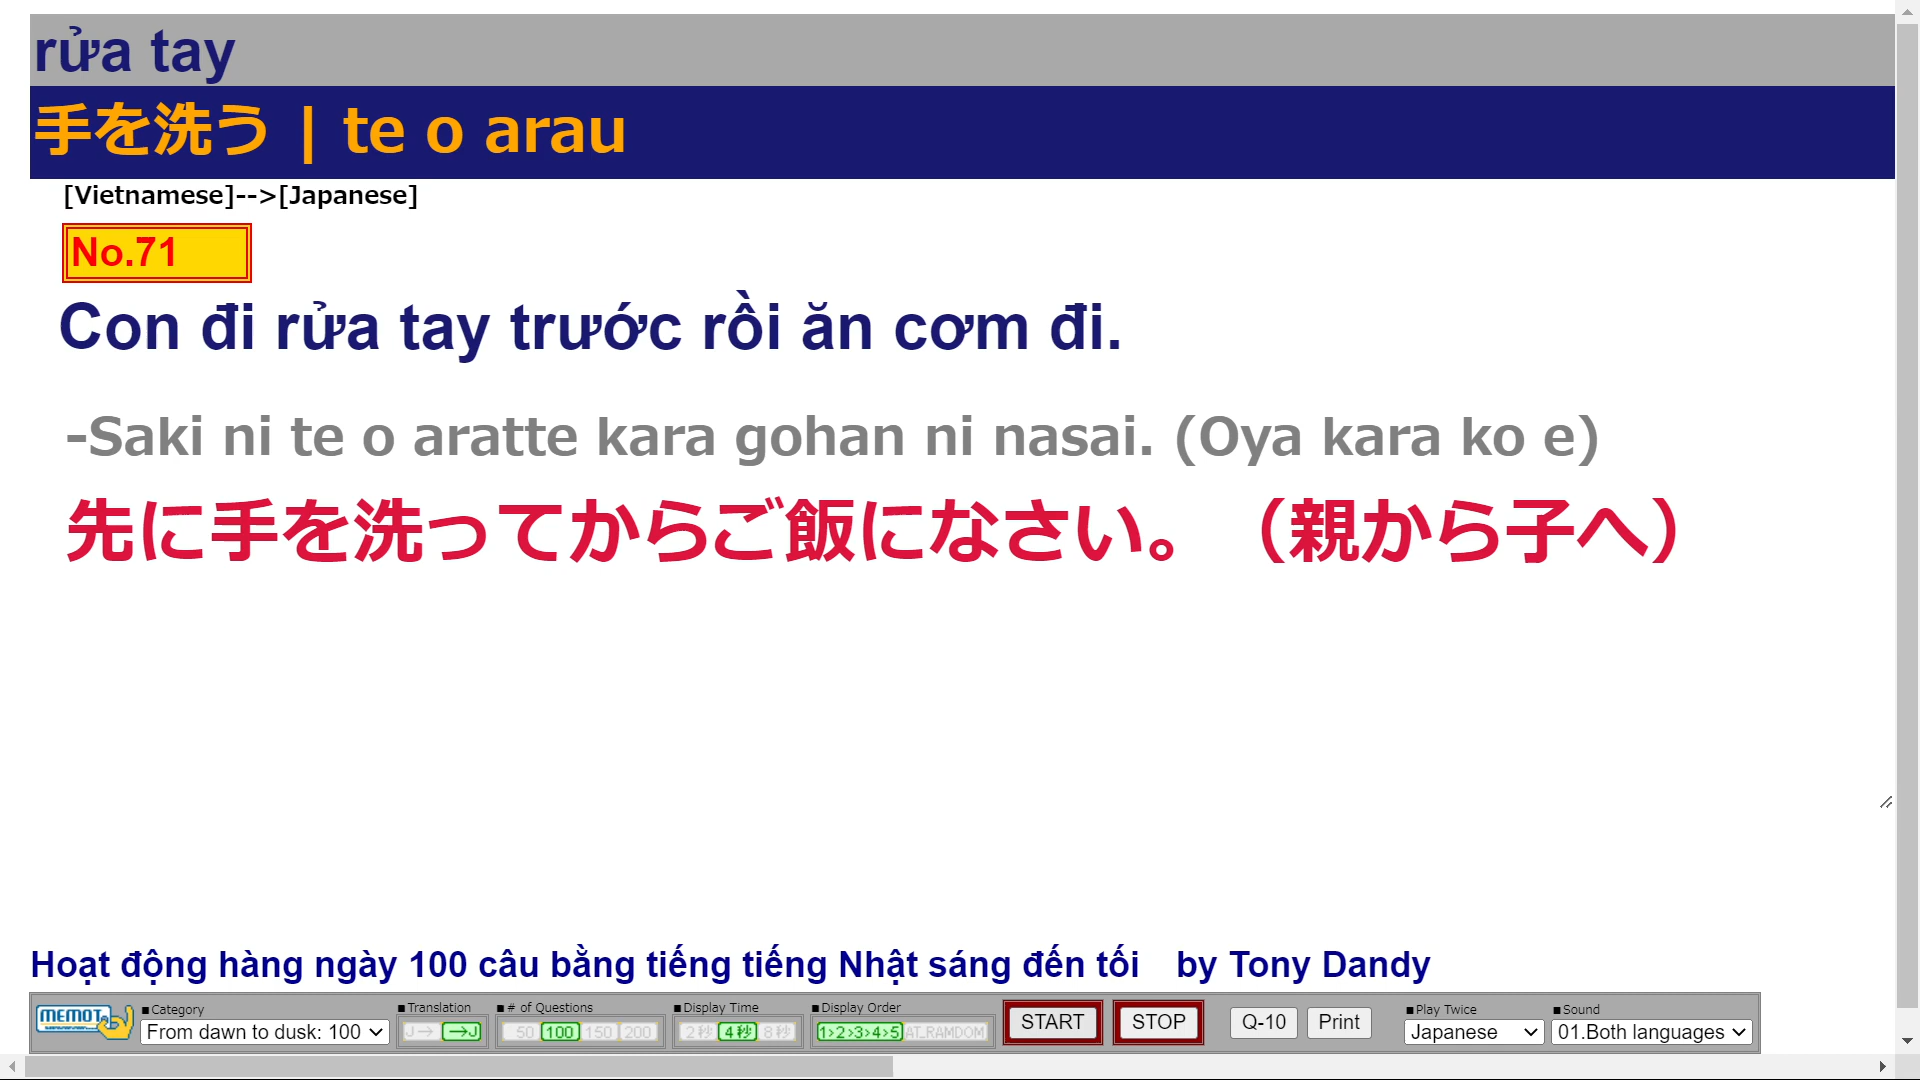 rửa tay
手を洗う | te o arau
[Vietnamese]-->[Japanese]
No.71
Con đi rửa tay trước rồi ăn cơm đi.
-Saki ni te o aratte kara gohan ni nasai. (Oya kara ko e)
先に手を洗ってからご飯になさい。（親から子へ）
Hoạt động hàng ngày 100 câu bằng tiếng tiếng Nhật sáng đến tối　by Tony Dandy
MEMOT
■Category
From dawn to dusk: 100
■Translation
J→ →J
■# of Questions
50 100 150 200
■Display Time
2秒 4秒 8秒
■Display Order
1>2>3>4>5 AT_RAMDOM
START
STOP
Q-10
Print
■Play Twice
Japanese
■Sound
01.Both languages